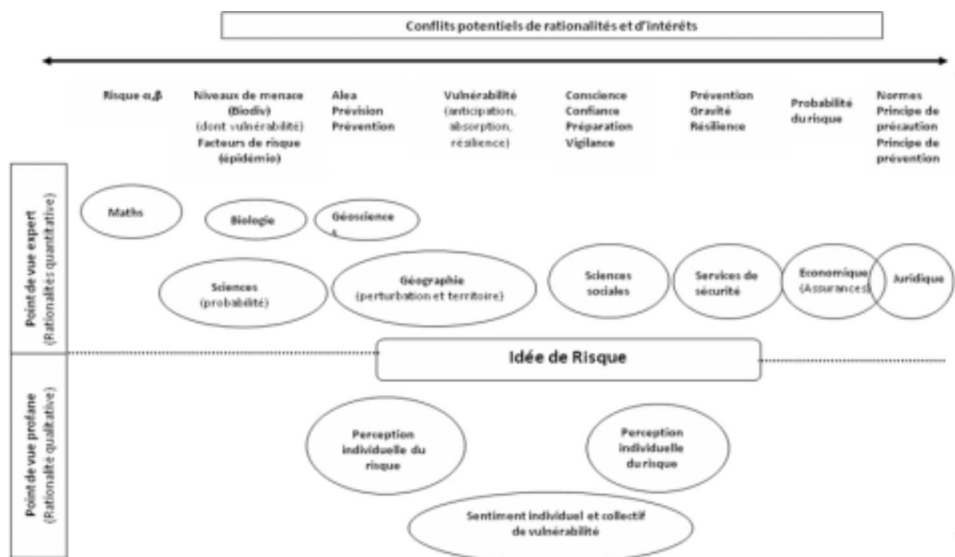 Conflits potentiels de rationalités et d'intérêts
Risque α,β
Niveaux de menace
(Biodiv)
(dont vulnérabilité)
Facteurs de risque
(épidémio)
Alea
Prévision
Prévention
Vulnérabilité
(anticipation,
absorption,
résilience)
Conscience
Confiance
Préparation
Vigilance
Prévention
Gravité
Résilience
Probabilité
du risque
Normes
Principe de
précaution
Principe de
prévention
Point de vue expert
(Rationalités quantitative)
Maths
Biologie
Géoscience
s
Sciences
(probabilité)
Géographie
(perturbation et territoire)
Sciences
sociales
Services de
sécurité
Economique
(Assurances)
Juridique
Idée de Risque
Point de vue profane
(Rationalité qualitative)
Perception
individuelle du
risque
Perception
individuelle
du risque
Sentiment individuel et collectif
de vulnérabilité